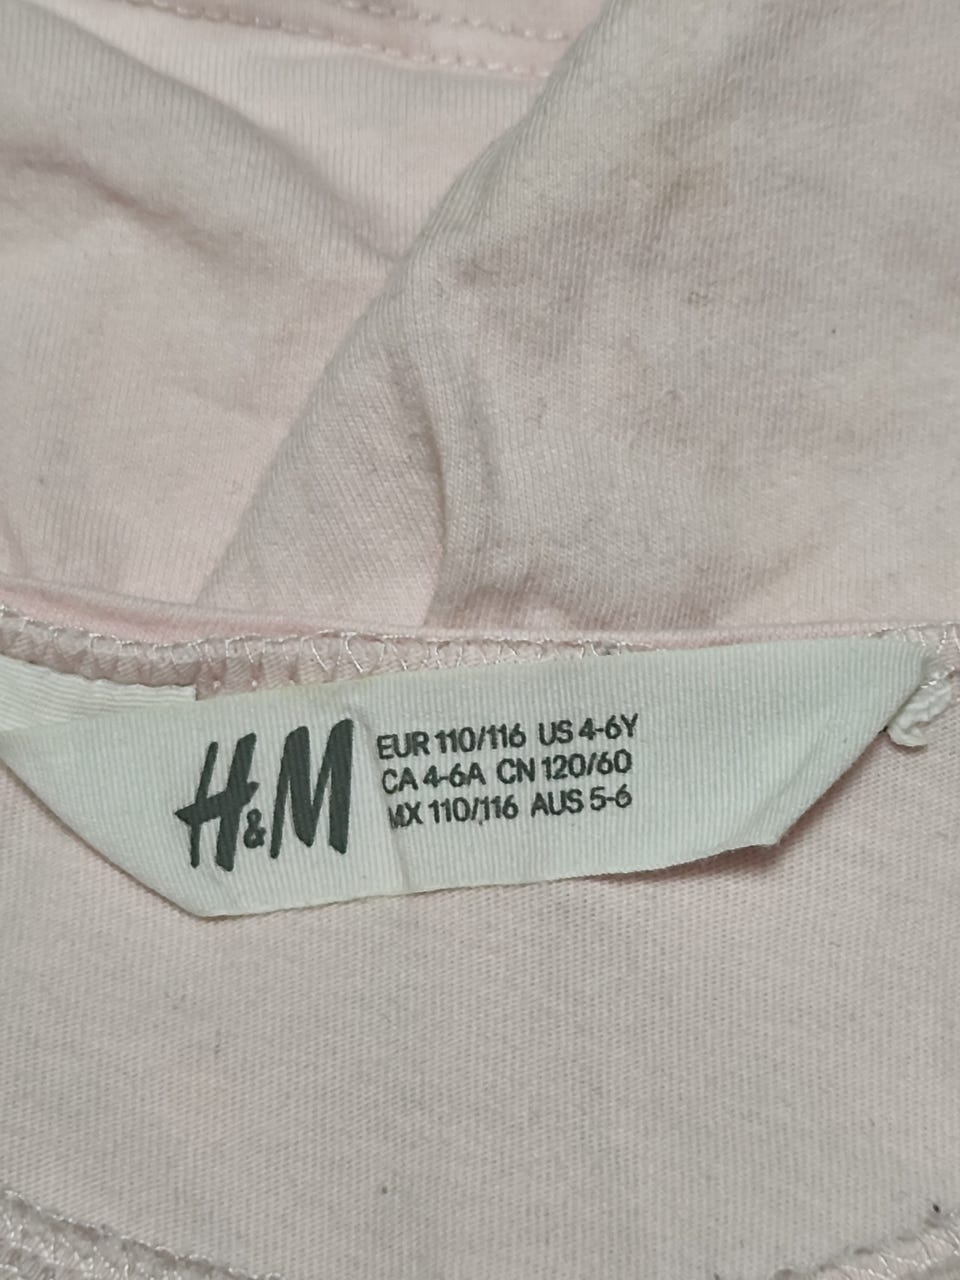 H&M
EUR 110/116 US 4-6Y
CA 4-6A CN 120/60
MX 110/116 AUS 5-6